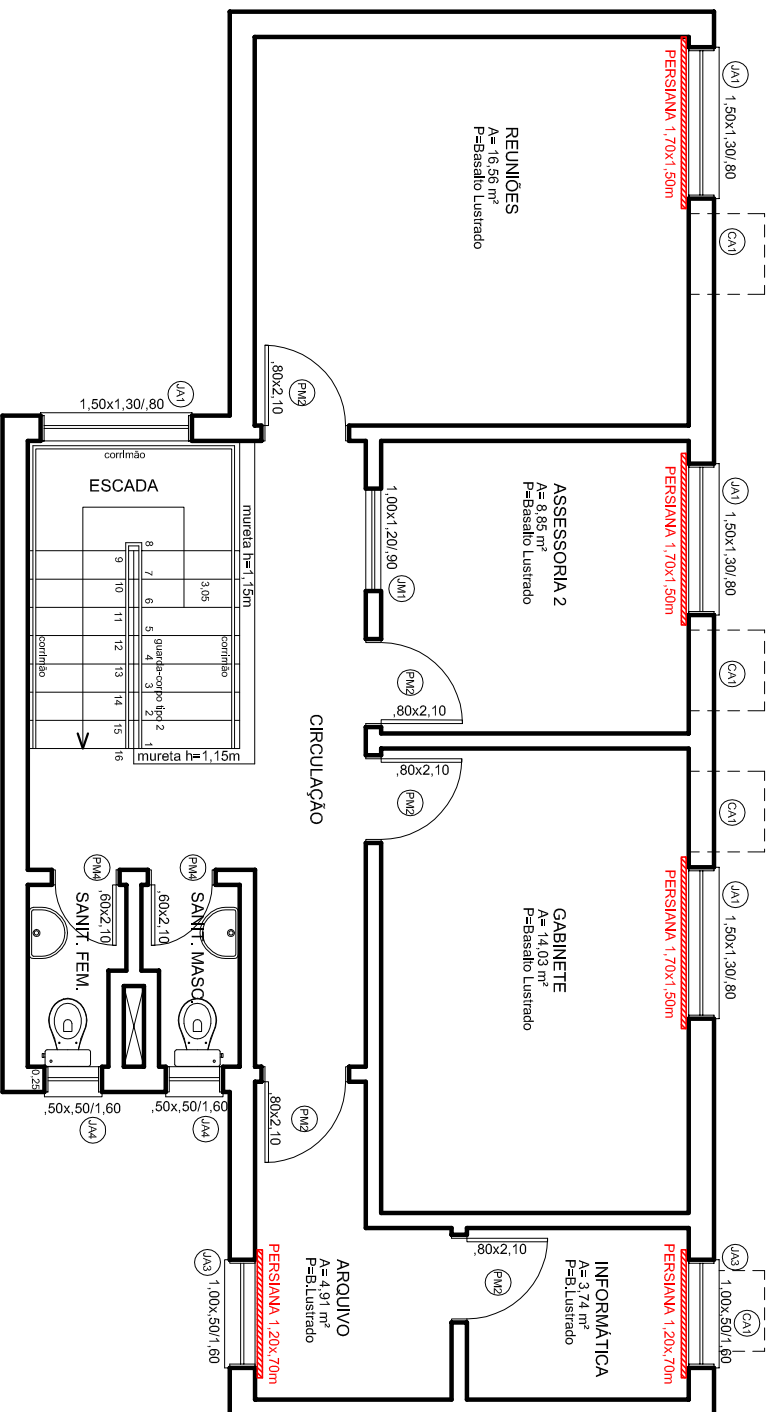 JA1
1,50x1,30/,80
PERSIANA 1,70x1,50m
CA1
REUNIÕES
A= 16,56 m²
P=Basalto Lustrado
PM2
,80x2,10
JA1
1,50x1,30/,80
PERSIANA 1,70x1,50m
CA1
ASSESSORIA 2
A= 8,85 m²
P=Basalto Lustrado
1,00x1,20/,90
JM1
PM2
,80x2,10
CA1
JA1
1,50x1,30/,80
PERSIANA 1,70x1,50m
GABINETE
A= 14,03 m²
P=Basalto Lustrado
PM2
,80x2,10
JA3
1,00x,50/1,60
CA1
PERSIANA 1,20x,70m
INFORMÁTICA
A= 3,74 m²
P=B.Lustrado
PM2
,80x2,10
ARQUIVO
A= 4,91 m²
P=B.Lustrado
PERSIANA 1,20x,70m
JA3
1,00x,50/1,60
PM2
,80x2,10
CIRCULAÇÃO
JA1
1,50x1,30/,80
corrimão
ESCADA
mureta h=1,15m
3,05
8
7
6
5
4
3
2
1
guarda-corpo tipo 2
9
10
11
12
13
14
15
16
corrimão
corrimão
mureta h=1,15m
PM4
,60x2,10
SANIT. MASC.
PM4
,60x2,10
SANIT. FEM.
0,25
,50x,50/1,60
JA4
,50x,50/1,60
JA4